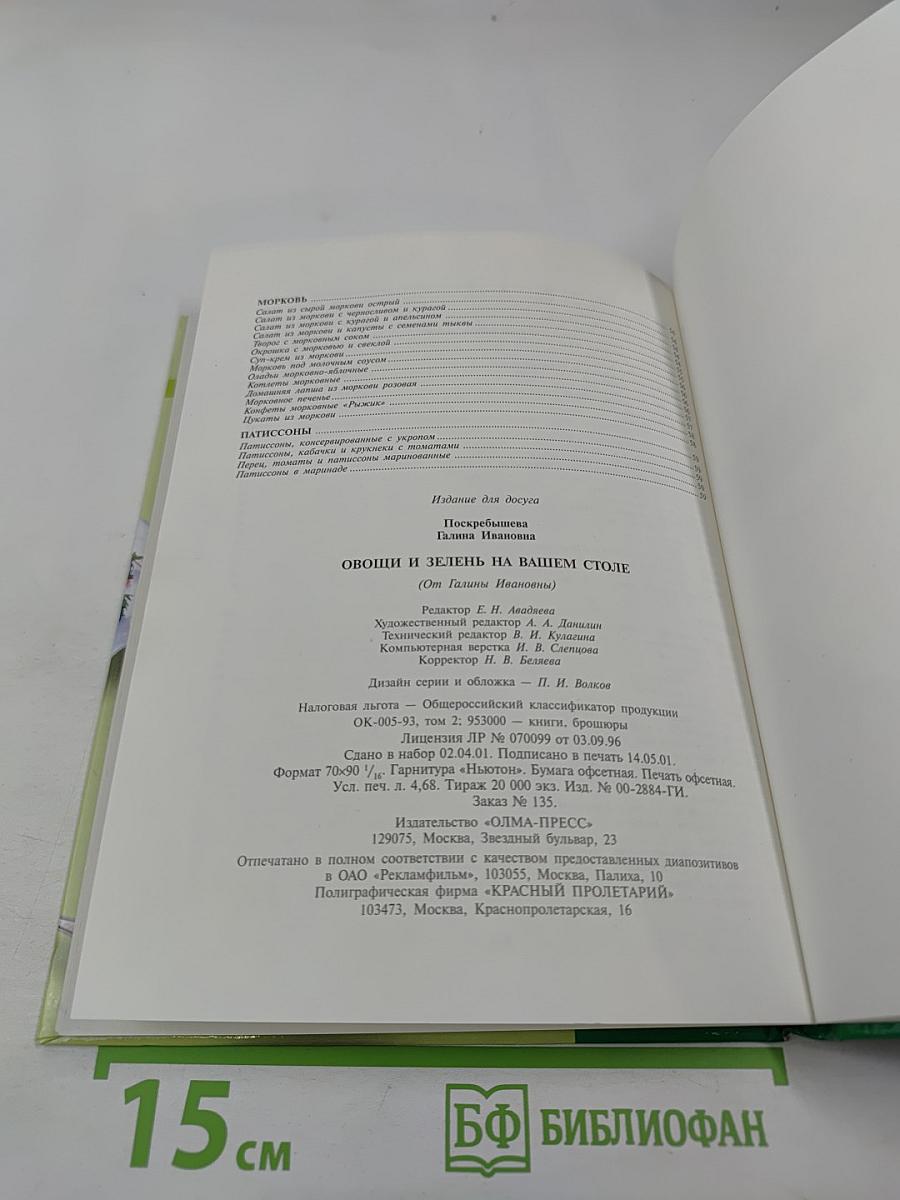 МОРКОВЬ
Салат из сырой моркови острый
Салат из моркови с черносливом и курагой
Салат из моркови с курагой и апельсином
Салат из моркови и капусты с семенами тыквы
Творог с морковным соком
Окрошка с морковью и свеклой
Суп-крем из моркови
Морковь под молочным соусом
Оладьи морковно-яблочные
Котлеты морковные
Домашняя лапша из моркови розовая
Морковное печенье
Конфеты морковные «Рыжик»
Цукаты из моркови
ПАТИССОНЫ
Патиссоны, консервированные с укропом
Патиссоны, кабачки и крукнеки с томатами
Перец, томаты и патиссоны маринованные
Патиссоны в маринаде
Издание для досуга
Поскребышева
Галина Ивановна
ОВОЩИ И ЗЕЛЕНЬ НА ВАШЕМ СТОЛЕ
(От Галины Ивановны)
Редактор Е. Н. Авадяева
Художественный редактор А. А. Данилин
Технический редактор В. И. Кулагина
Компьютерная верстка И. В. Слепцова
Корректор Н. В. Беляева
Дизайн серии и обложка — П. И. Волков
Налоговая льгота — Общероссийский классификатор продукции
ОК-005-93, том 2; 953000 — книги, брошюры
Лицензия ЛР № 070099 от 03.09.96
Сдано в набор 02.04.01. Подписано в печать 14.05.01.
Формат 70×90 1/16. Гарнитура «Ньютон». Бумага офсетная. Печать офсетная.
Усл. печ. л. 4,68. Тираж 20 000 экз. Изд. № 00-2884-ГИ.
Заказ № 135.
Издательство «ОЛМА-ПРЕСС»
129075, Москва, Звездный бульвар, 23
Отпечатано в полном соответствии с качеством предоставленных диапозитивов
в ОАО «Рекламфильм», 103055, Москва, Палиха, 10
Полиграфическая фирма «КРАСНЫЙ ПРОЛЕТАРИЙ»
103473, Москва, Краснопролетарская, 16
15 см
БФ БИБЛИОФАН